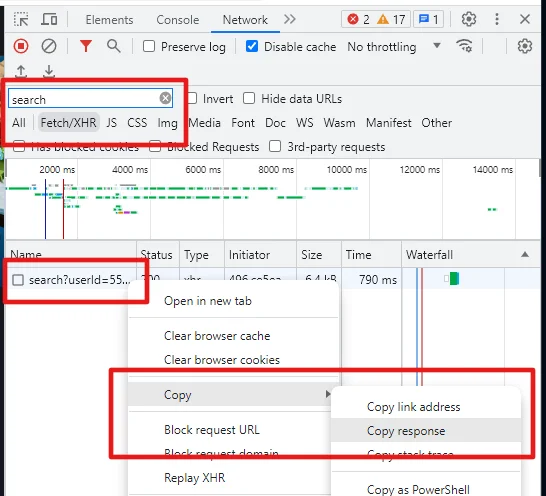 Elements Console Network 2 17 1
Preserve log Disable cache No throttling
search Invert Hide data URLs
All Fetch/XHR JS CSS Img Media Font Doc WS Wasm Manifest Other
Has blocked cookies Blocked Requests 3rd-party requests
2000 ms 4000 ms 6000 ms 8000 ms 10000 ms 12000 ms 14000 ms
Name Status Type Initiator Size Time Waterfall
search?userId=55... 200 xhr 6.4 kB 790 ms
Open in new tab
Clear browser cache
Clear browser cookies
Copy
Copy link address
Block request URL
Copy response
Block request domain
Copy stack trace
Replay XHR
Copy as PowerShell